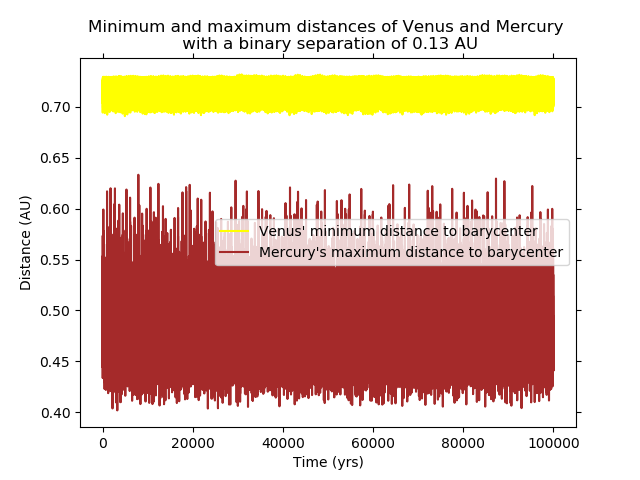 Minimum and maximum distances of Venus and Mercury
with a binary separation of 0.13 AU
Distance (AU)
0.70
0.65
0.60
0.55
0.50
0.45
0.40
Venus' minimum distance to barycenter
Mercury's maximum distance to barycenter
0 20000 40000 60000 80000 100000
Time (yrs)